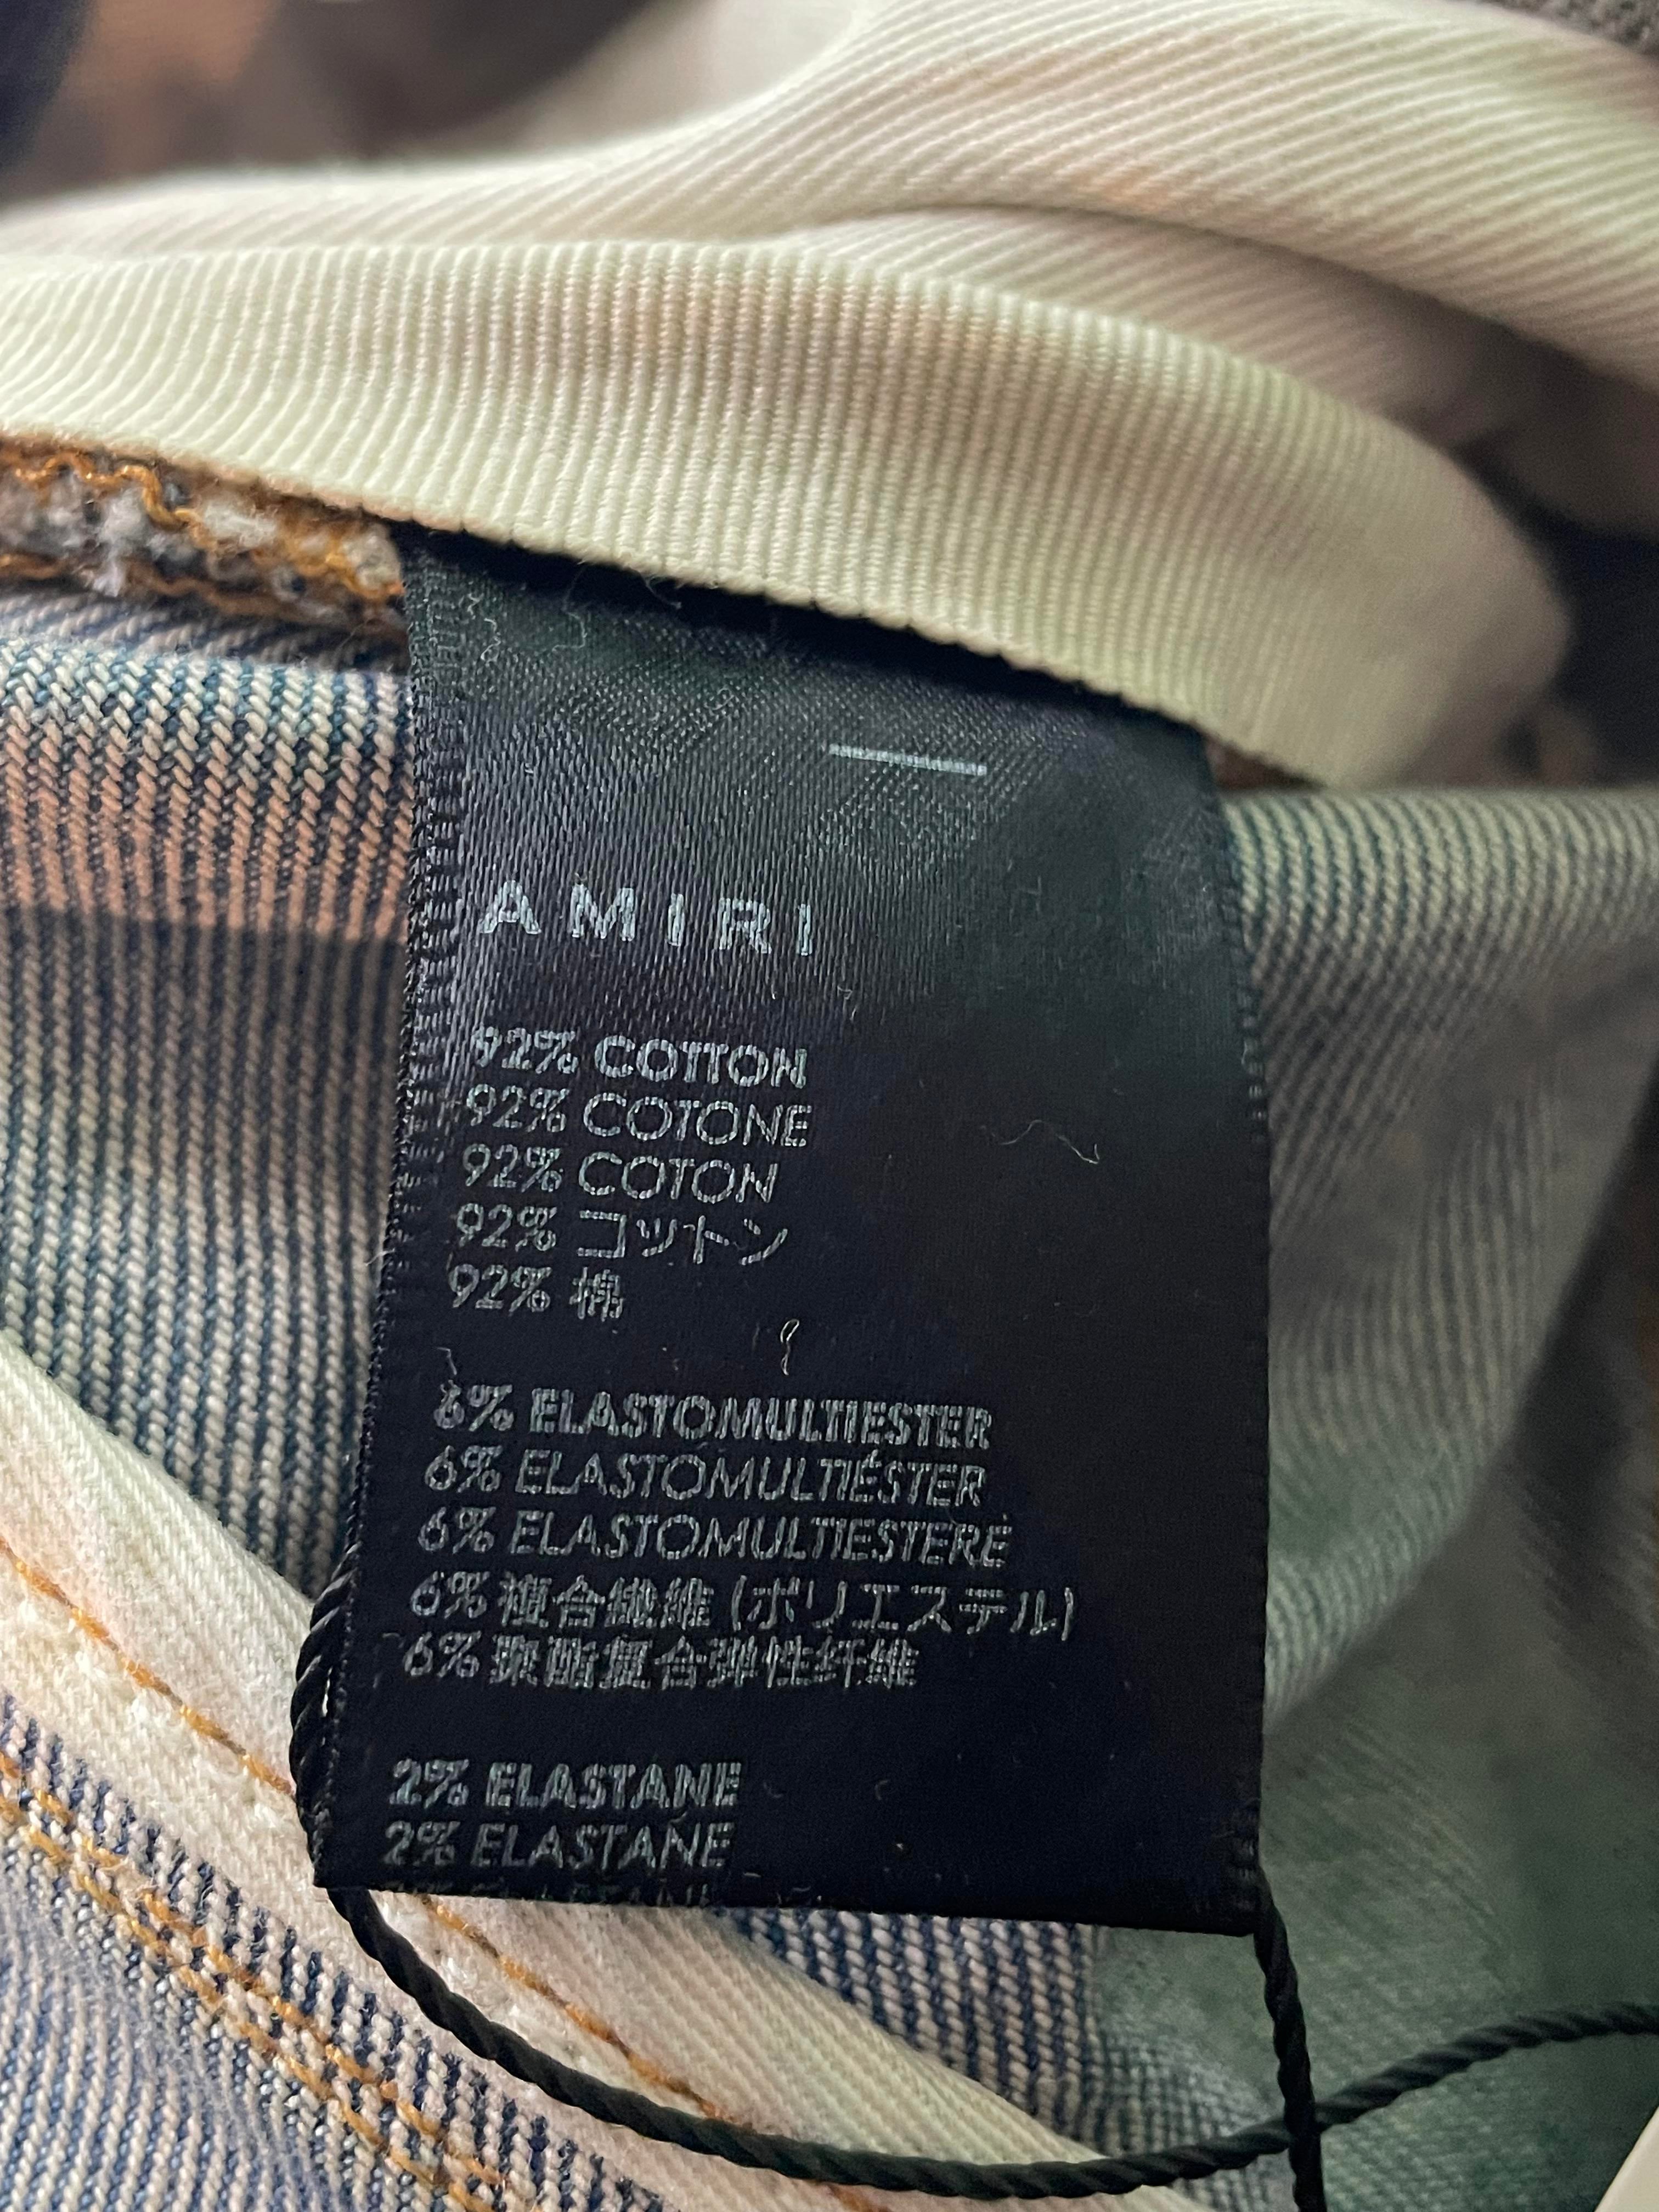 AMIRI
92% COTTON
92% COTONE
92% COTON
92% コットン
92% 棉
6% ELASTOMULTIESTER
6% ELASTOMULTIÉSTER
6% ELASTOMULTIESTERE
6% 複合繊維 (ポリエステル)
6% 聚酯复合弹性纤维
2% ELASTANE
2% ELASTANE